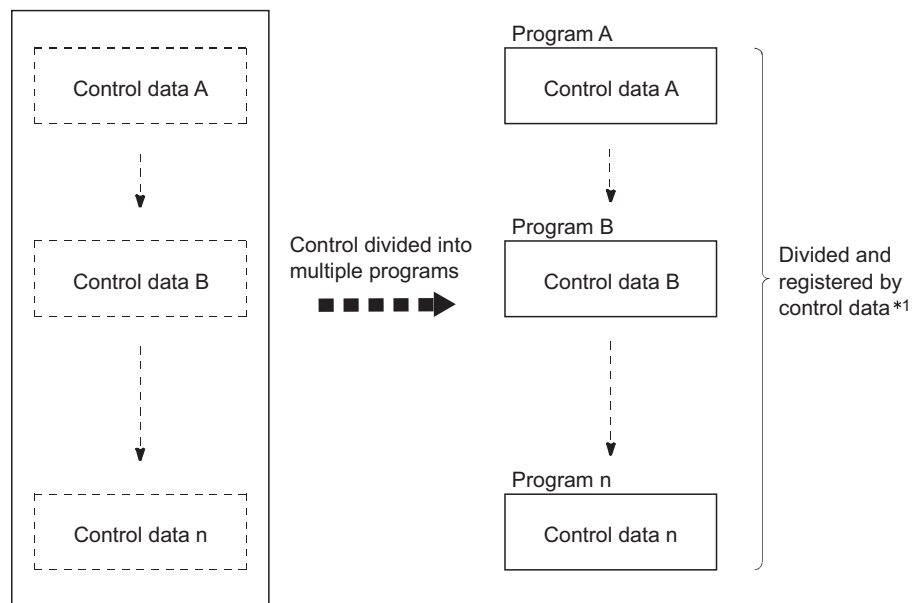 Control data A
Control data B
Control data n
Control divided into
multiple programs
Program A
Control data A
Program B
Control data B
Program n
Control data n
Divided and
registered by
control data *1